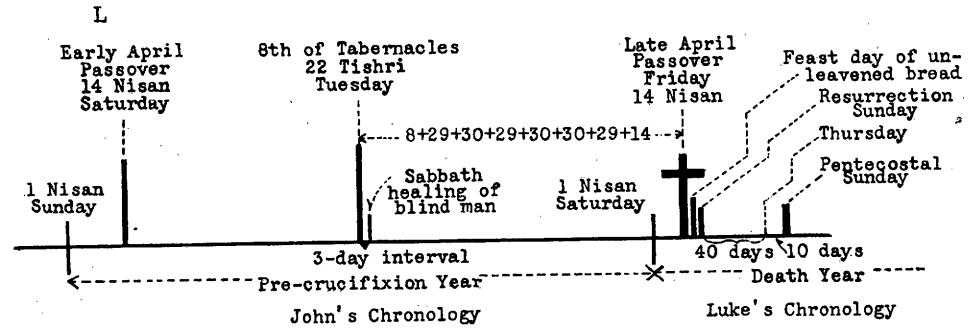 L
Early April
Passover
14 Nisan
Saturday
8th of Tabernacles
22 Tishri
Tuesday
Late April
Passover
Friday
14 Nisan
Feast day of un-
leavened bread
Resurrection
Sunday
Thursday
Pentecostal
Sunday
8+29+30+29+30+30+29+14
1 Nisan
Sunday
Sabbath
healing of
blind man
1 Nisan
Saturday
3-day interval
40 days
10 days
Pre-crucifixion Year
Death Year
John's Chronology
Luke's Chronology